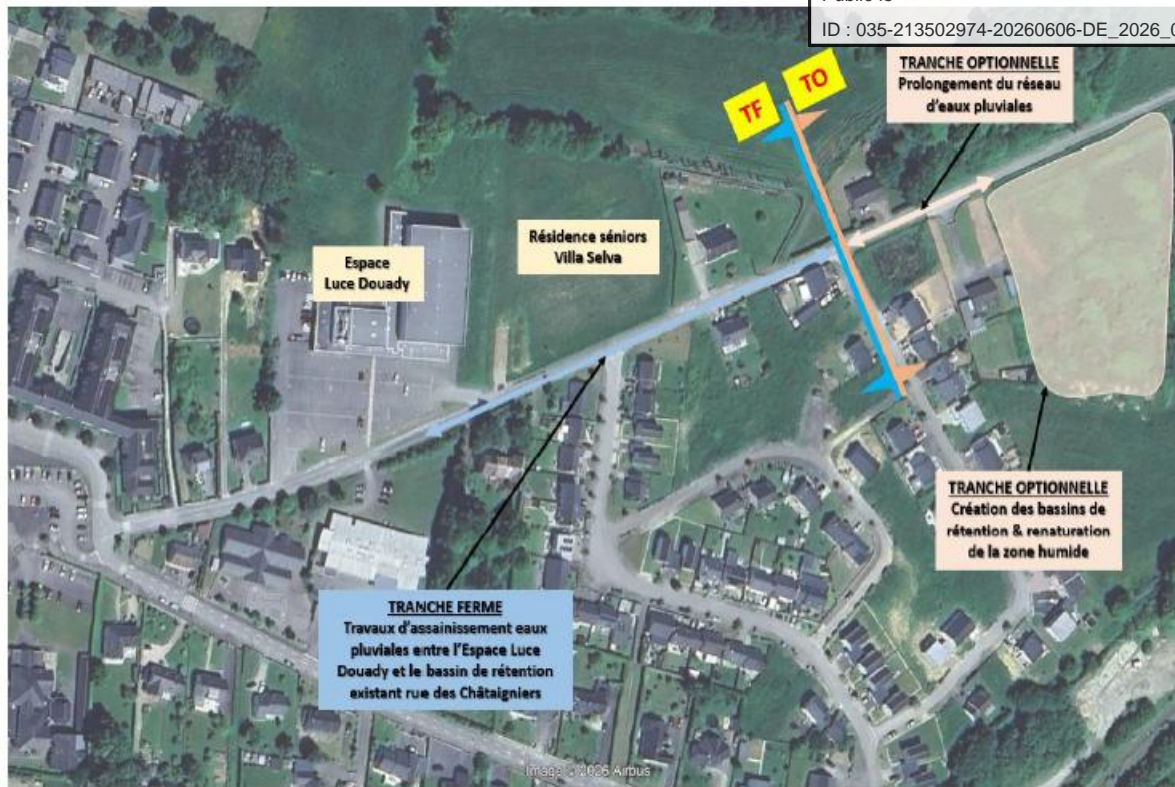 Publié le
ID : 035-213502974-20260606-DE_2026_0
TRANCHE OPTIONNELLE
Prolongement du réseau
d'eaux pluviales
TF
TO
Résidence séniors
Villa Selva
Espace
Luce Douady
TRANCHE OPTIONNELLE
Création des bassins de
rétention & renaturation
de la zone humide
TRANCHE FERME
Travaux d'assainissement eaux
pluviales entre l'Espace Luce
Douady et le bassin de rétention
existant rue des Châtaigniers
Image © 2026 Airbus